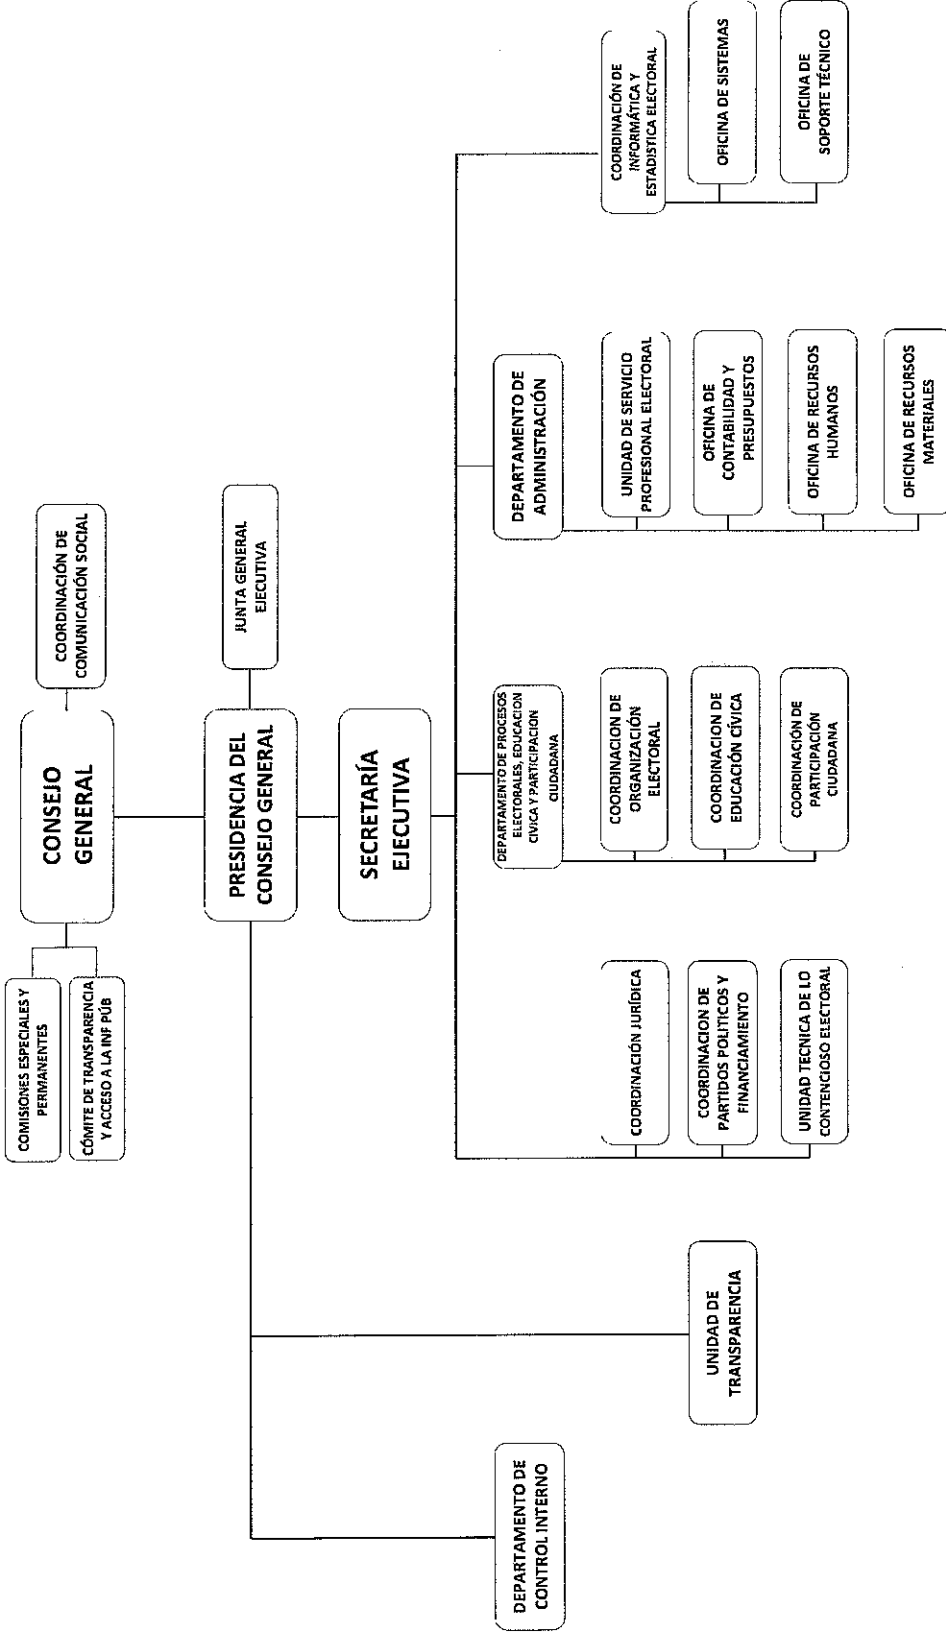 CONSEJO
GENERAL
COORDINACIÓN DE
COMUNICACIÓN SOCIAL
COMISIONES ESPECIALES Y
PERMANENTES
CÓMITE DE TRANSPARENCIA
Y ACCESO A LA INF PÚB
PRESIDENCIA DEL
CONSEJO GENERAL
JUNTA GENERAL
EJECUTIVA
SECRETARÍA
EJECUTIVA
DEPARTAMENTO DE
CONTROL INTERNO
UNIDAD DE
TRANSPARENCIA
COORDINACIÓN JURÍDICA
COORDINACION DE
PARTIDOS POLITICOS Y
FINANCIAMIENTO
UNIDAD TECNICA DE LO
CONTENCIOSO ELECTORAL
DEPARTAMENTO DE PROCESOS
ELECTORALES, EDUCACION
CÍVICA Y PARTICIPACION
CIUDADANA
COORDINACION DE
ORGANIZACIÓN
ELECTORAL
COORDINACION DE
EDUCACIÓN CÍVICA
COORDINACIÓN DE
PARTICIPACIÓN
CIUDADANA
DEPARTAMENTO DE
ADMINISTRACIÓN
UNIDAD DE SERVICIO
PROFESIONAL ELECTORAL
OFICINA DE
CONTABILIDAD Y
PRESUPUESTOS
OFICINA DE RECURSOS
HUMANOS
OFICINA DE RECURSOS
MATERIALES
COORDINACIÓN DE
INFORMÁTICA Y
ESTADISTICA ELECTORAL
OFICINA DE SISTEMAS
OFICINA DE
SOPORTE TÉCNICO